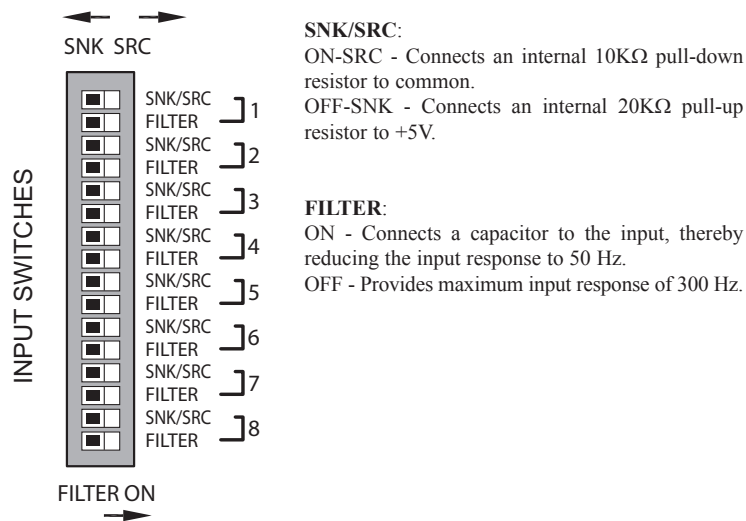 SNK SRC
INPUT SWITCHES
SNK/SRC
FILTER
1
SNK/SRC
FILTER
2
SNK/SRC
FILTER
3
SNK/SRC
FILTER
4
SNK/SRC
FILTER
5
SNK/SRC
FILTER
6
SNK/SRC
FILTER
7
SNK/SRC
FILTER
8
FILTER ON
SNK/SRC:
ON-SRC - Connects an internal 10KΩ pull-down
resistor to common.
OFF-SNK - Connects an internal 20KΩ pull-up
resistor to +5V.
FILTER:
ON - Connects a capacitor to the input, thereby
reducing the input response to 50 Hz.
OFF - Provides maximum input response of 300 Hz.